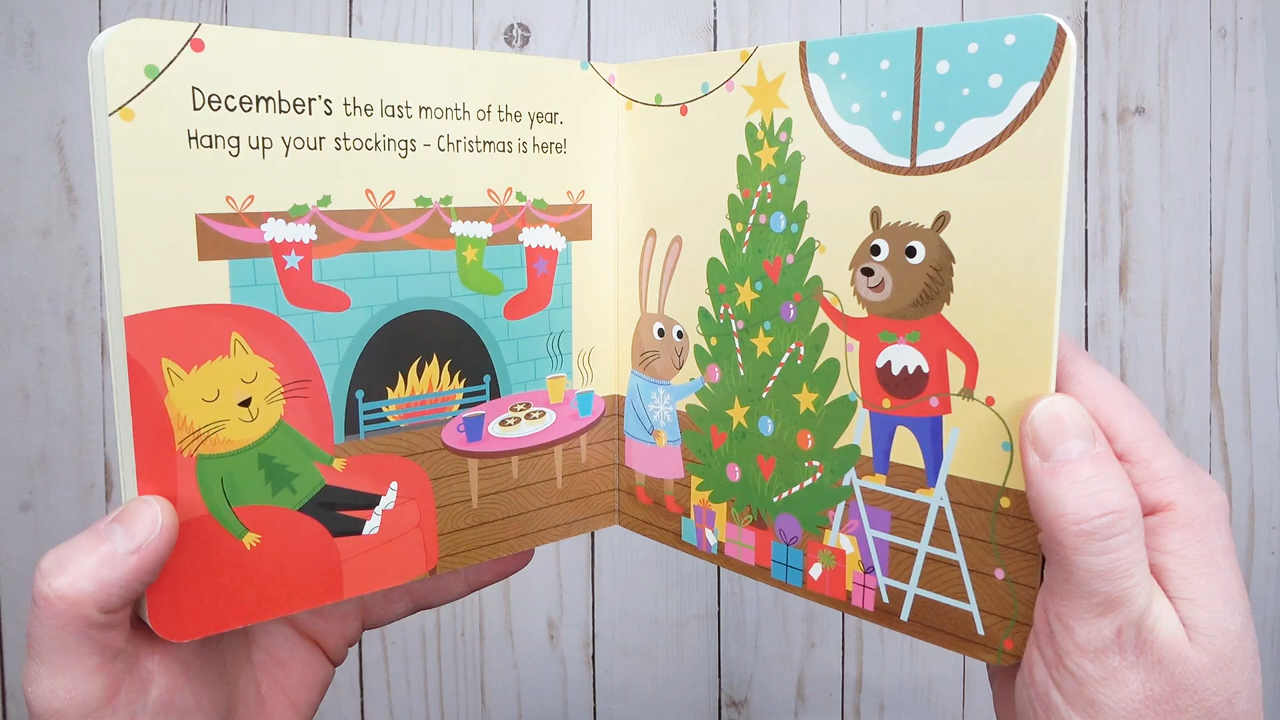 December's the last month of the year.
Hang up your stockings – Christmas is here!